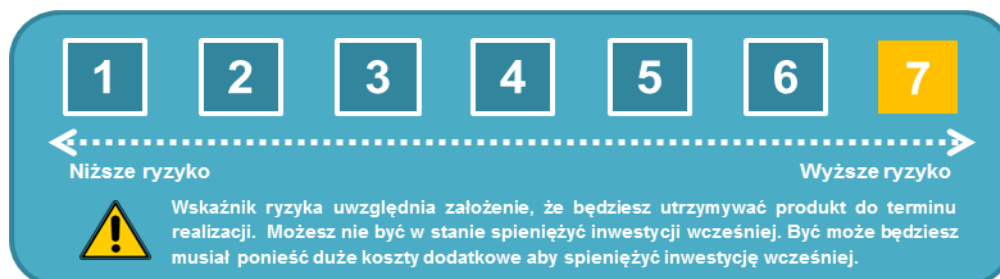 1 2 3 4 5 6 7
Niższe ryzyko Wyższe ryzyko
Wskaźnik ryzyka uwzględnia założenie, że będziesz utrzymywać produkt do terminu
realizacji. Możesz nie być w stanie spieniężyć inwestycji wcześniej. Być może będziesz
musiał ponieść duże koszty dodatkowe aby spieniężyć inwestycję wcześniej.